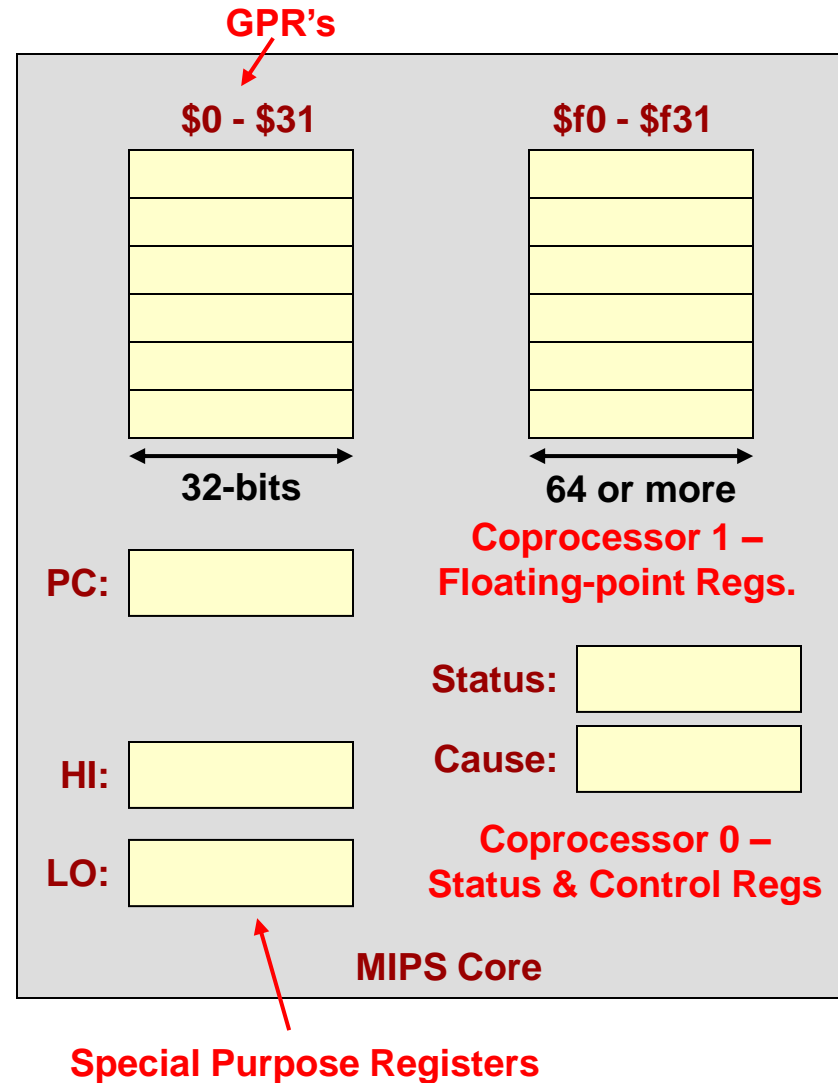 GPR's
$0 - $31
$f0 - $f31
32-bits
64 or more
Coprocessor 1 –
Floating-point Regs.
PC:
Status:
Cause:
HI:
LO:
Coprocessor 0 –
Status & Control Regs
MIPS Core
Special Purpose Registers